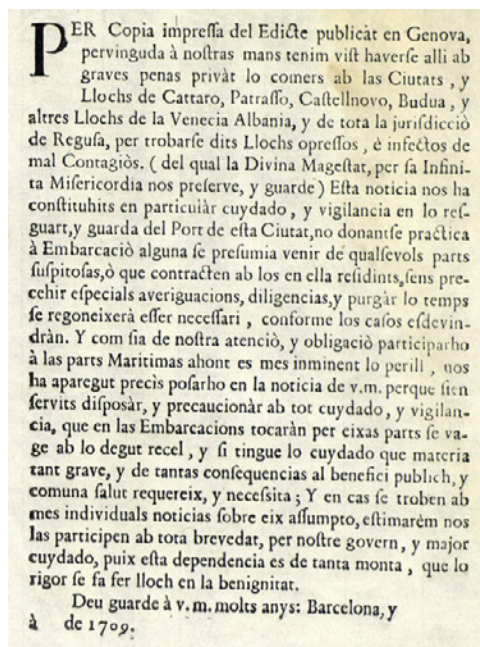 PER Copia impreſſa del Edicte publicàt en Genova,
pervinguda à noſtras mans tenim viſt haverſe alli ab
graves penas privàt lo comers ab las Ciutats, y
Llochs de Cattaro, Patraſſo, Caſtellnovo, Budua, y
altres Llochs de la Venecia Albania, y de tota la juriſdicciò
de Reguſa, per trobarſe dits Llochs opreſſos, è infectos de
mal Contagiòs. (del qual la Divina Mageſtat, per ſa Infini-
ta Miſericordia nos preſerve, y guarde) Eſta noticia nos ha
conſtituhits en particulàr cuydado, y vigilancia en lo reſ-
guart, y guarda del Port de eſta Ciutat, no donantſe practica
à Embarcaciò alguna ſe preſumia venir de qualſevols parts
ſuſpitoſas, ò que contracten ab los en ella reſidints, ſens pre-
cehir eſpecials averiguacions, diligencias, y purgàr lo temps
ſe regoneixerà eſſer neceſſari, conforme los caſos eſdevin-
dràn. Y com ſia de noſtra atenciò, y obligaciò participarho
à las parts Maritimas ahont es mes inminent lo perill, nos
ha aparegut precìs poſarho en la noticia de v.m. perque ſien
ſervits diſposàr, y precaucionàr ab tot cuydado, y vigilan-
cia, que en las Embarcacions tocaràn per eixas parts ſe va-
ge ab lo degut recel, y ſi tingue lo cuydado que materia
tant grave, y de tantas conſequencias al benefici publich, y
comuna ſalut requereix, y neceſſita; Y en cas ſe troben ab
mes individuals noticias ſobre eix aſſumpto, eſtimarèm nos
las participen ab tota brevedat, per noſtre govern, y major
cuydado, puix eſta dependencia es de tanta monta, que lo
rigor ſe fa fer lloch en la benignitat.
Deu guarde à v.m. molts anys: Barcelona, y
à de 1709.